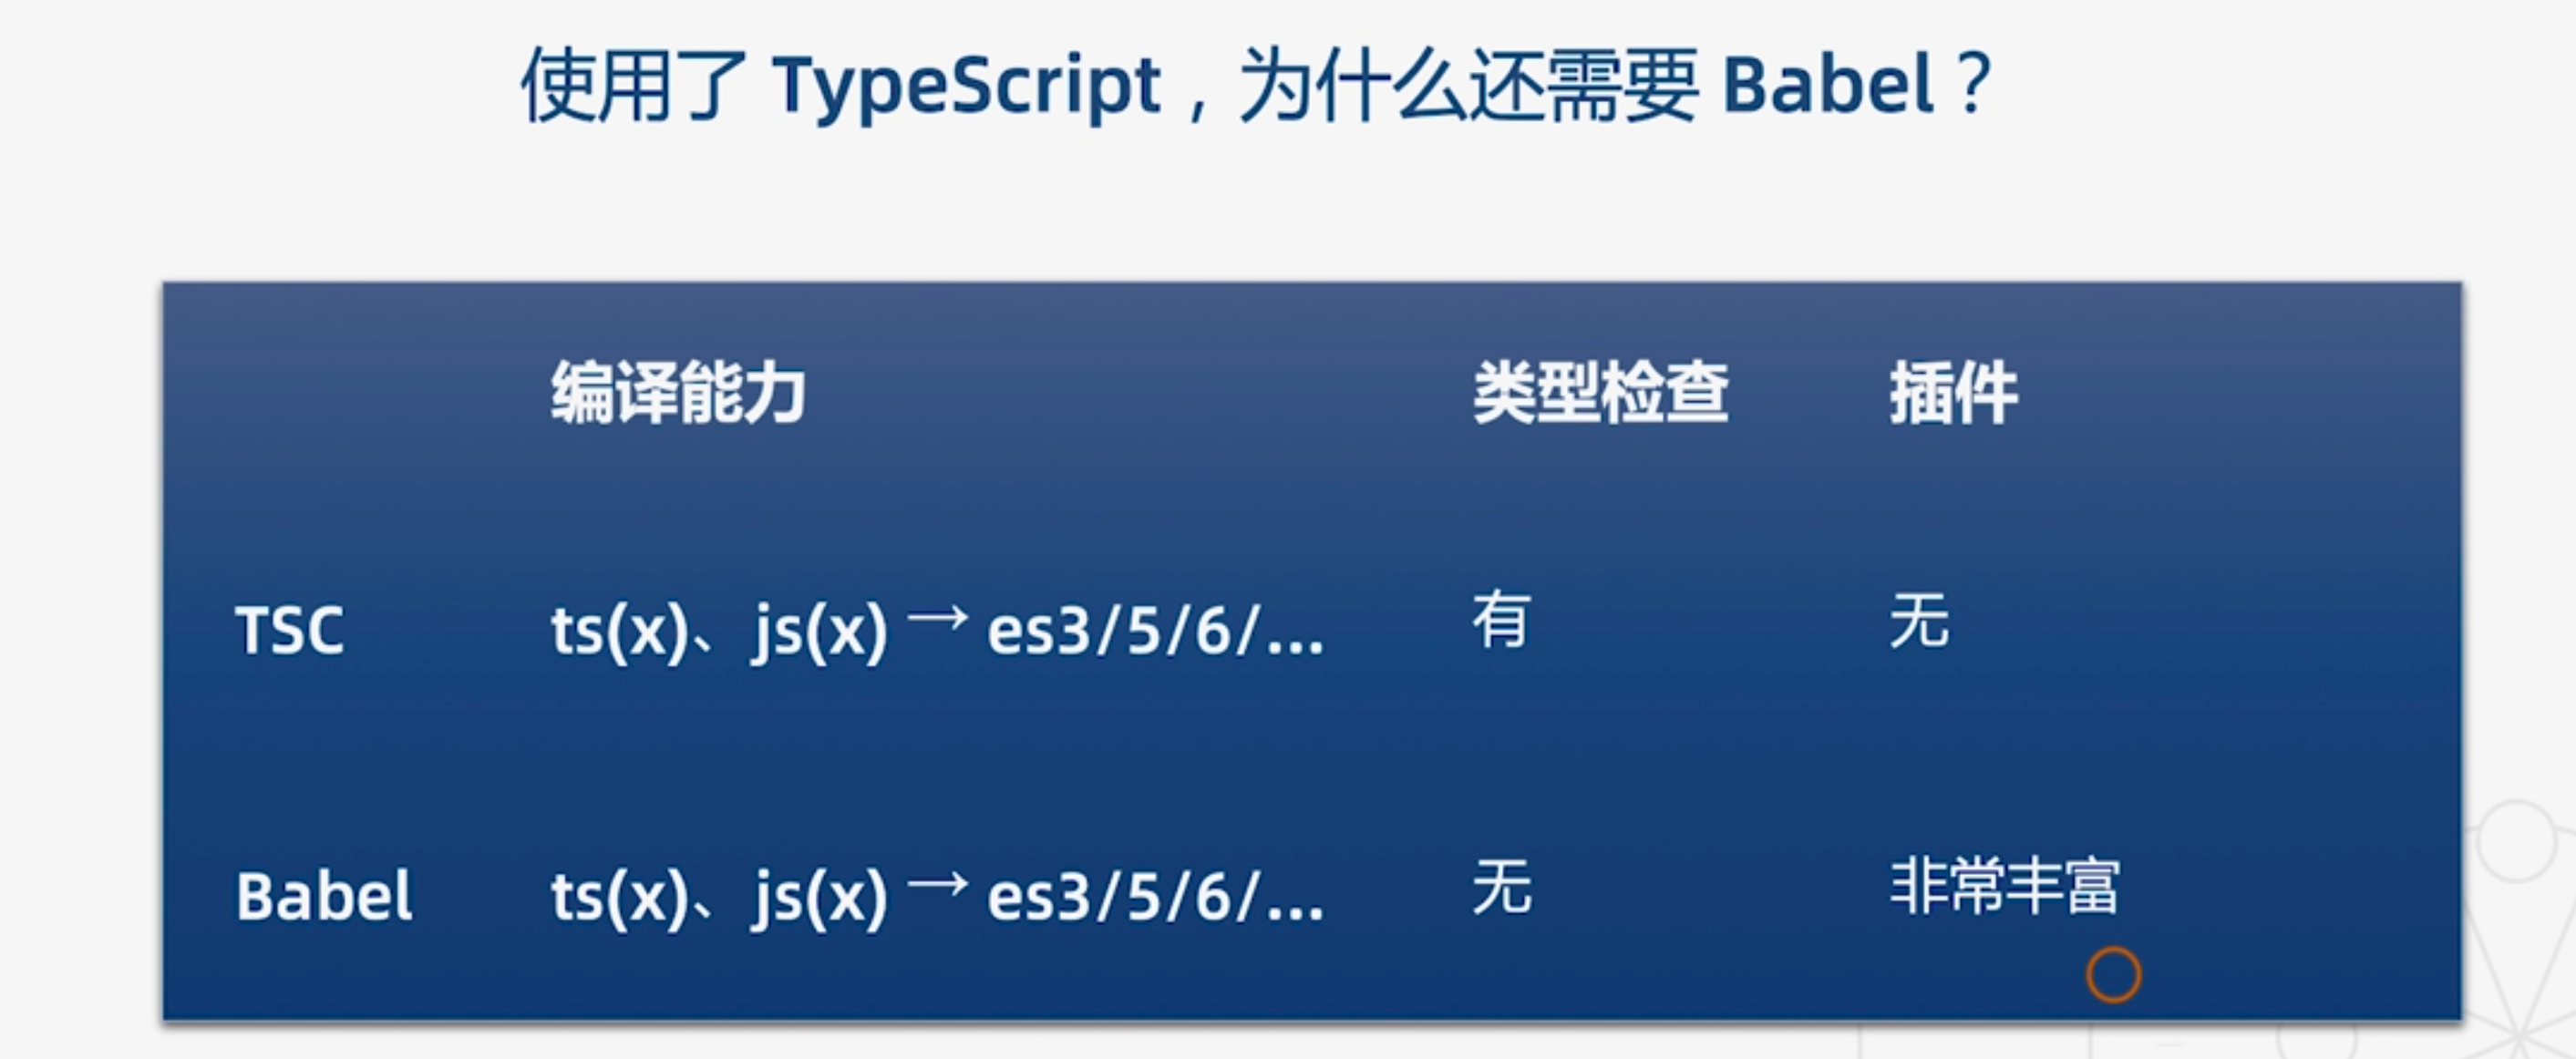 使用了 TypeScript，为什么还需要 Babel？
编译能力 类型检查 插件
TSC ts(x)、js(x) → es3/5/6/... 有 无
Babel ts(x)、js(x) → es3/5/6/... 无 非常丰富